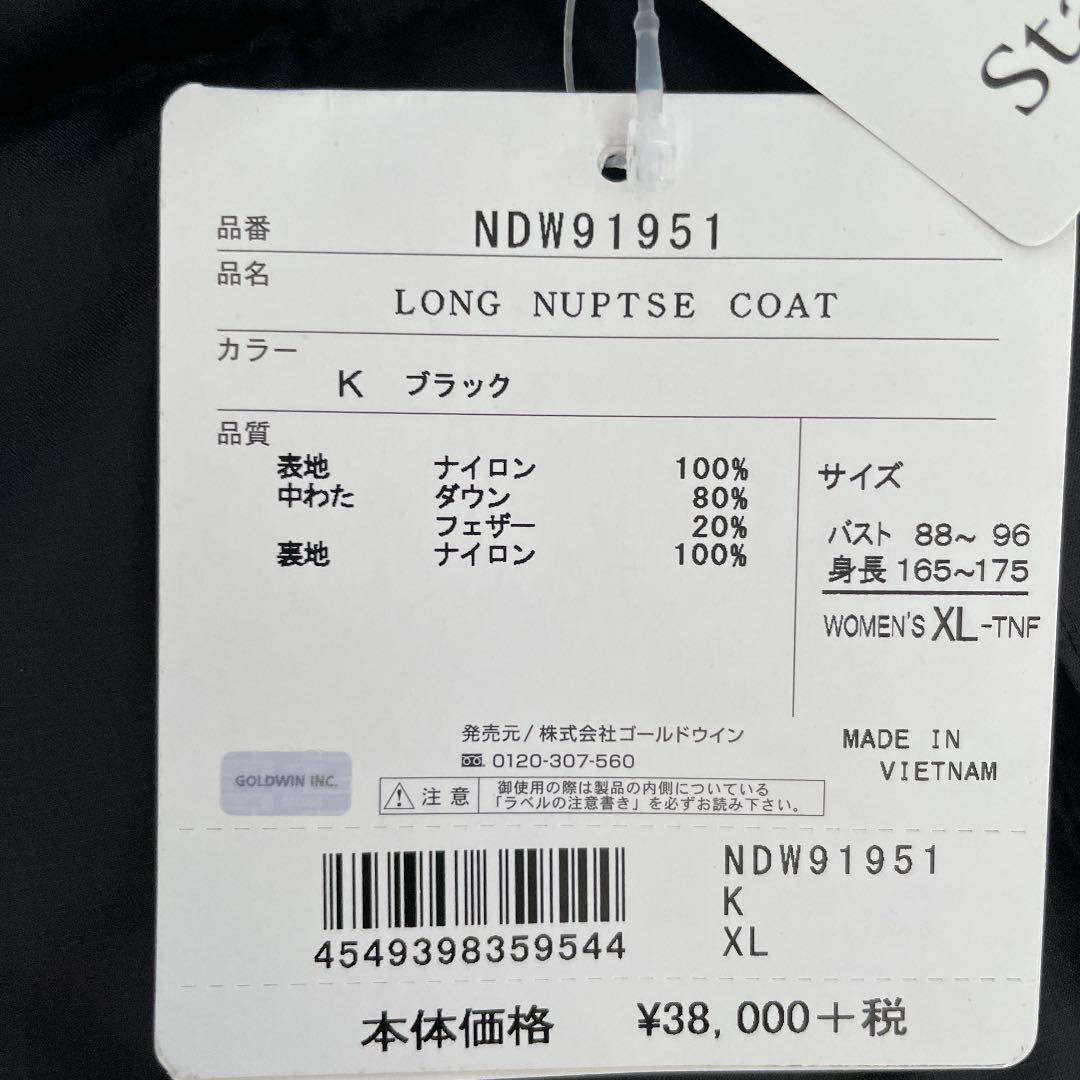 St
品番 NDW91951
品名
LONG NUPTSE COAT
カラー
K ブラック
品質
表地 ナイロン 100%
中わた ダウン 80%
フェザー 20%
裏地 ナイロン 100%
サイズ
バスト 88~ 96
身長 165~175
WOMEN'S XL-TNF
発売元/株式会社ゴールドウイン
0120-307-560
MADE IN
VIETNAM
GOLDWIN INC.
注意
御使用の際は製品の内側についている
「ラベルの注意書き」を必ずお読み下さい。
4549398359544
NDW91951
K
XL
本体価格 ¥38,000+税